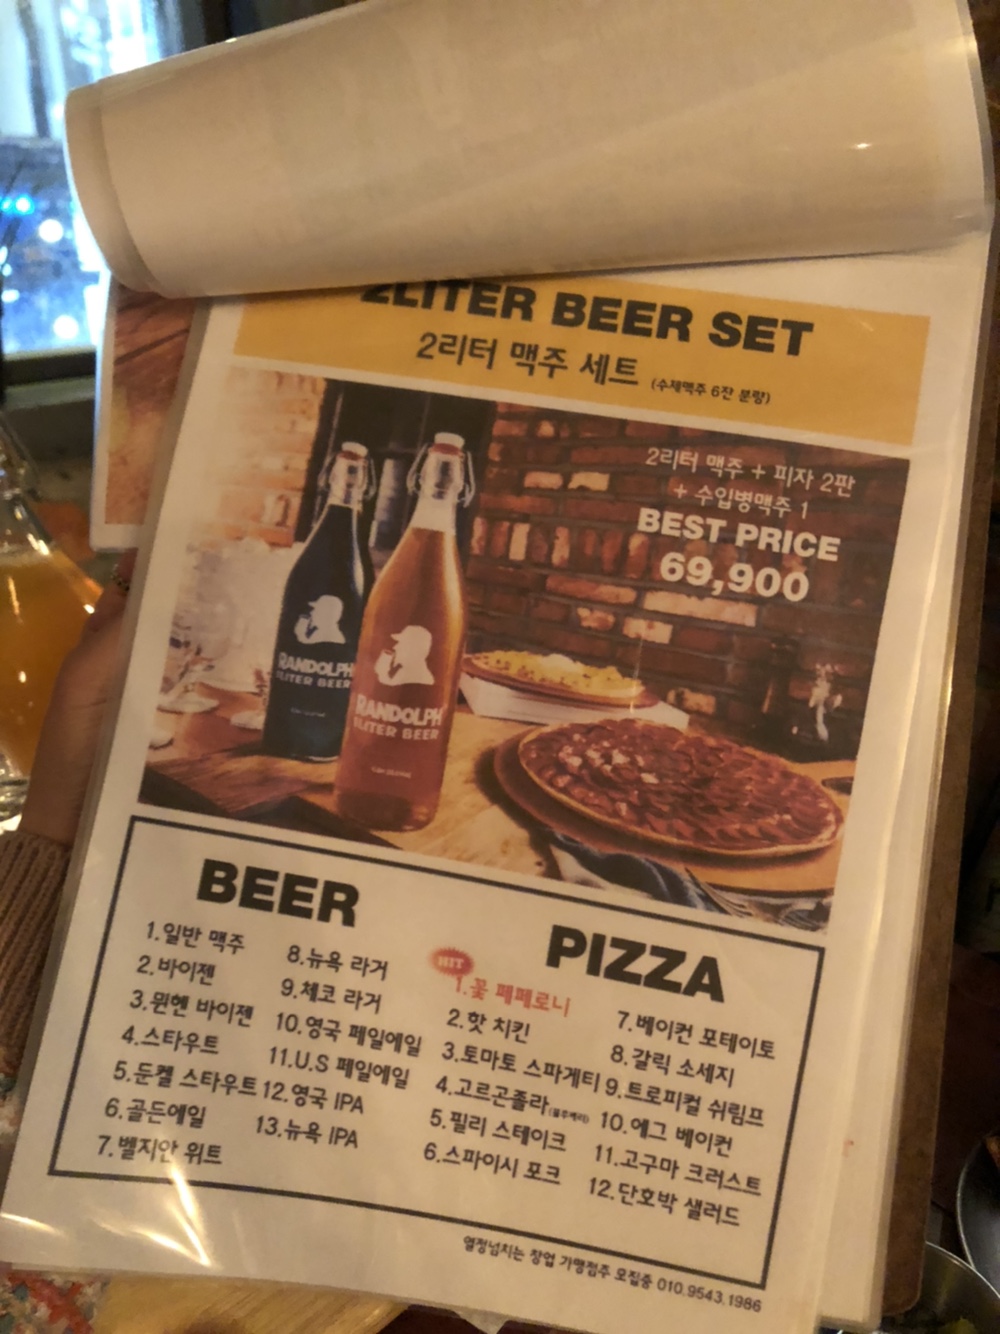 2LITER BEER SET
2리터 맥주 세트 (수제맥주 6잔 분량)
2리터 맥주 + 피자 2판
+ 수입병맥주 1
BEST PRICE
69,900
RANDOLPH
2LITER BEER
RANDOLPH
2LITER BEER
BEER
1.일반 맥주
2.바이젠
3.뮌헨 바이젠
4.스타우트
5.둔켈 스타우트
6.골든에일
7.벨지안 위트
8.뉴욕 라거
9.체코 라거
10.영국 페일에일
11.U.S 페일에일
12.영국 IPA
13.뉴욕 IPA
PIZZA
HIT
1.꽃 페페로니
2.핫 치킨
3.토마토 스파게티
4.고르곤졸라
5.필리 스테이크
6.스파이시 포크
7.베이컨 포테이토
8.갈릭 소세지
9.트로피컬 쉬림프
10.에그 베이컨
11.고구마 크러스트
12.단호박 샐러드
열정넘치는 창업 가맹점주 모집중 010.9543.1986